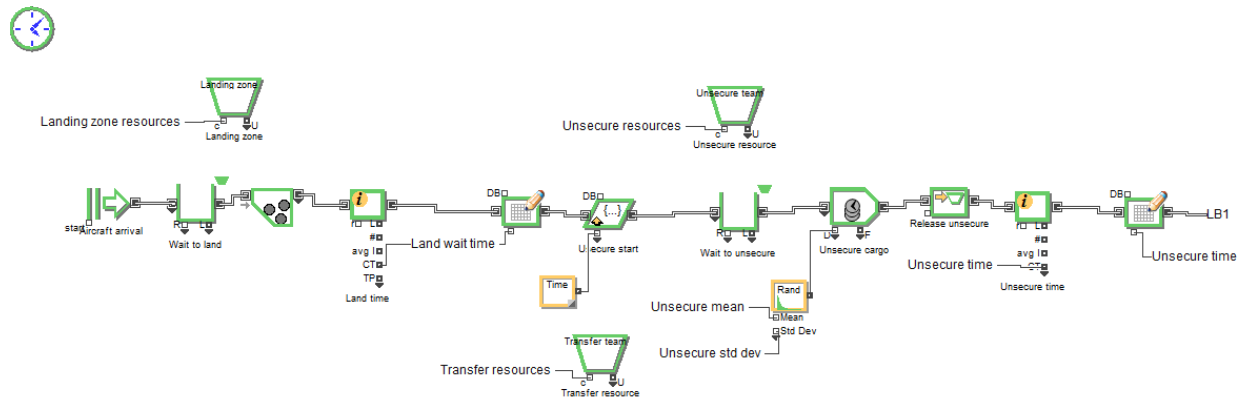 Landing zone
Landing zone resources
c
U
Landing zone
Unsecure team
Unsecure resources
c
U
Unsecure resource
start
Aircraft arrival
R
L
Wait to land
i
r
L
#
avg l
CT
TP
Land time
Land wait time
DB
DB
{...}
Unsecure start
Time
R
L
Wait to unsecure
U
F
Unsecure cargo
Rand
Mean
Std Dev
Unsecure mean
Unsecure std dev
Release unsecure
i
r
L
#
avg l
CT
Unsecure time
Unsecure time
DB
LB1
Unsecure time
Transfer team
Transfer resources
c
U
Transfer resource